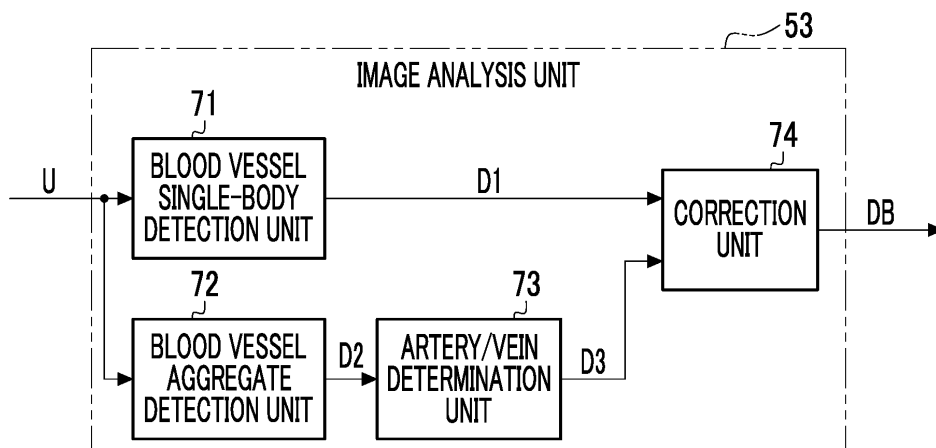 53
IMAGE ANALYSIS UNIT
71
BLOOD VESSEL
SINGLE-BODY
DETECTION UNIT
U
D1
74
CORRECTION
UNIT
DB
72
BLOOD VESSEL
AGGREGATE
DETECTION UNIT
D2
73
ARTERY/VEIN
DETERMINATION
UNIT
D3